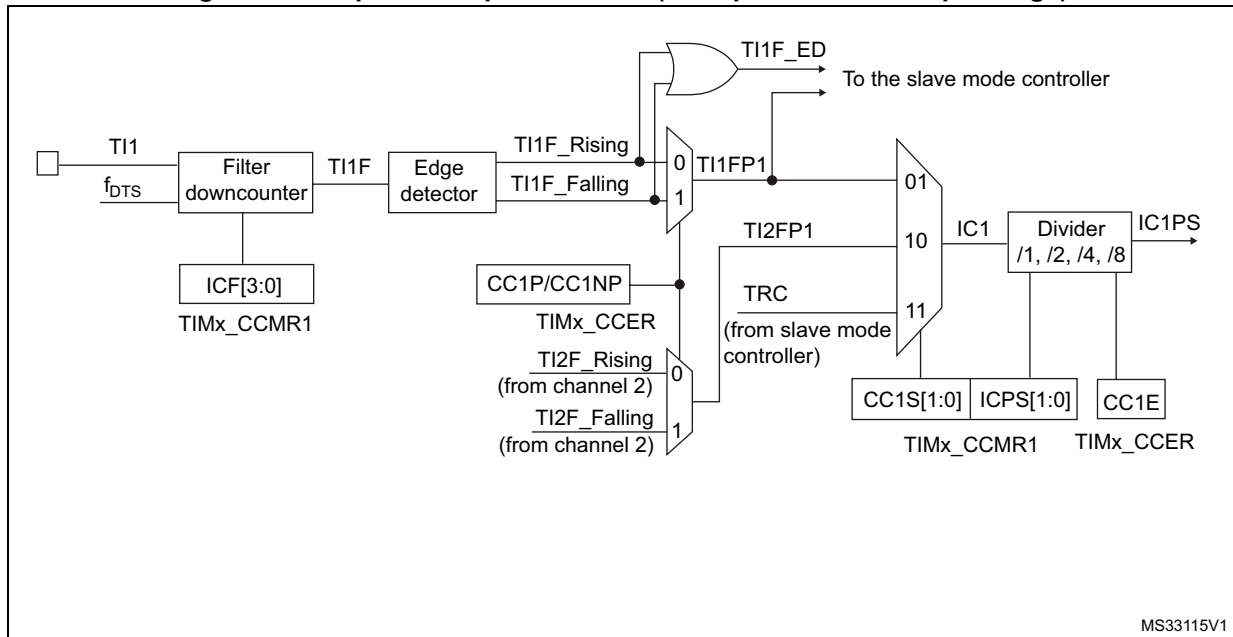 TI1F_ED
To the slave mode controller
TI1
f_DTS
Filter
downcounter
TI1F
Edge
detector
TI1F_Rising
TI1F_Falling
0
1
TI1FP1
01
10
11
TI2FP1
TRC
(from slave mode
controller)
IC1
Divider
/1, /2, /4, /8
IC1PS
ICF[3:0]
TIMx_CCMR1
CC1P/CC1NP
TIMx_CCER
TI2F_Rising
(from channel 2)
0
TI2F_Falling
(from channel 2)
1
CC1S[1:0]
ICPS[1:0]
TIMx_CCMR1
CC1E
TIMx_CCER
MS33115V1